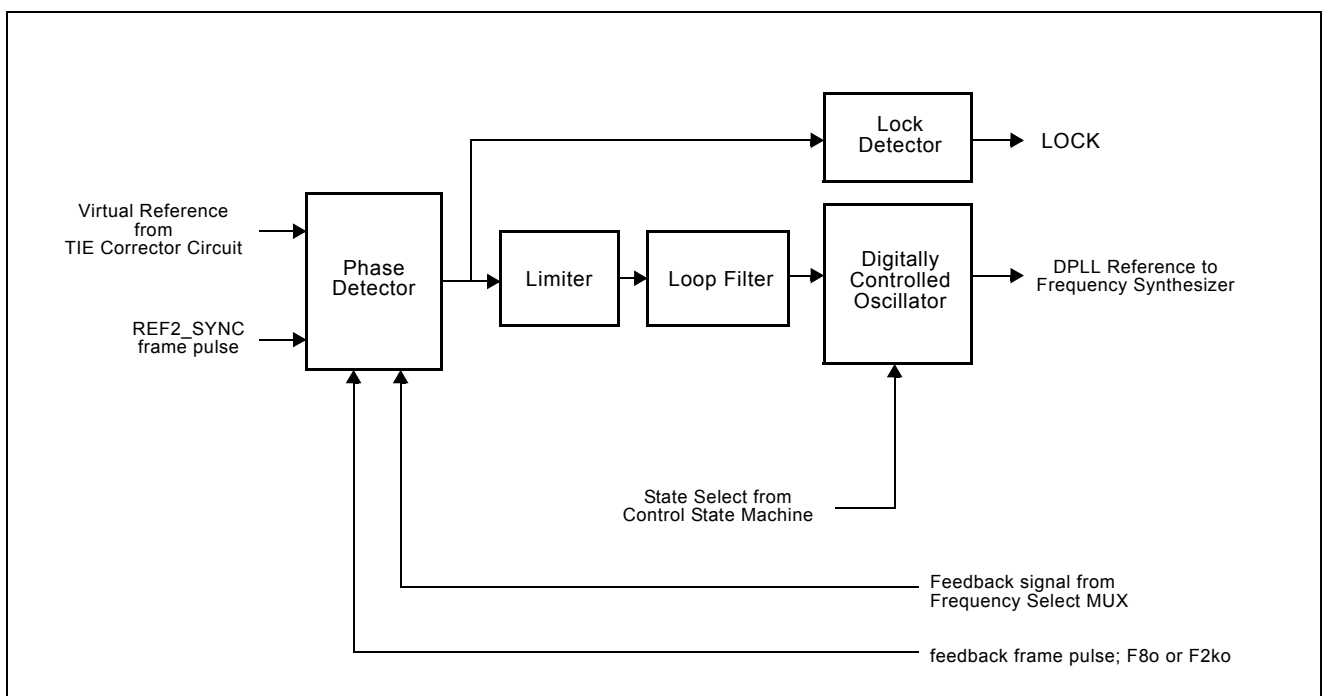 Lock
Detector
LOCK
Virtual Reference
from
TIE Corrector Circuit
Phase
Detector
Limiter
Loop Filter
Digitally
Controlled
Oscillator
DPLL Reference to
Frequency Synthesizer
REF2_SYNC
frame pulse
State Select from
Control State Machine
Feedback signal from
Frequency Select MUX
feedback frame pulse; F8o or F2ko